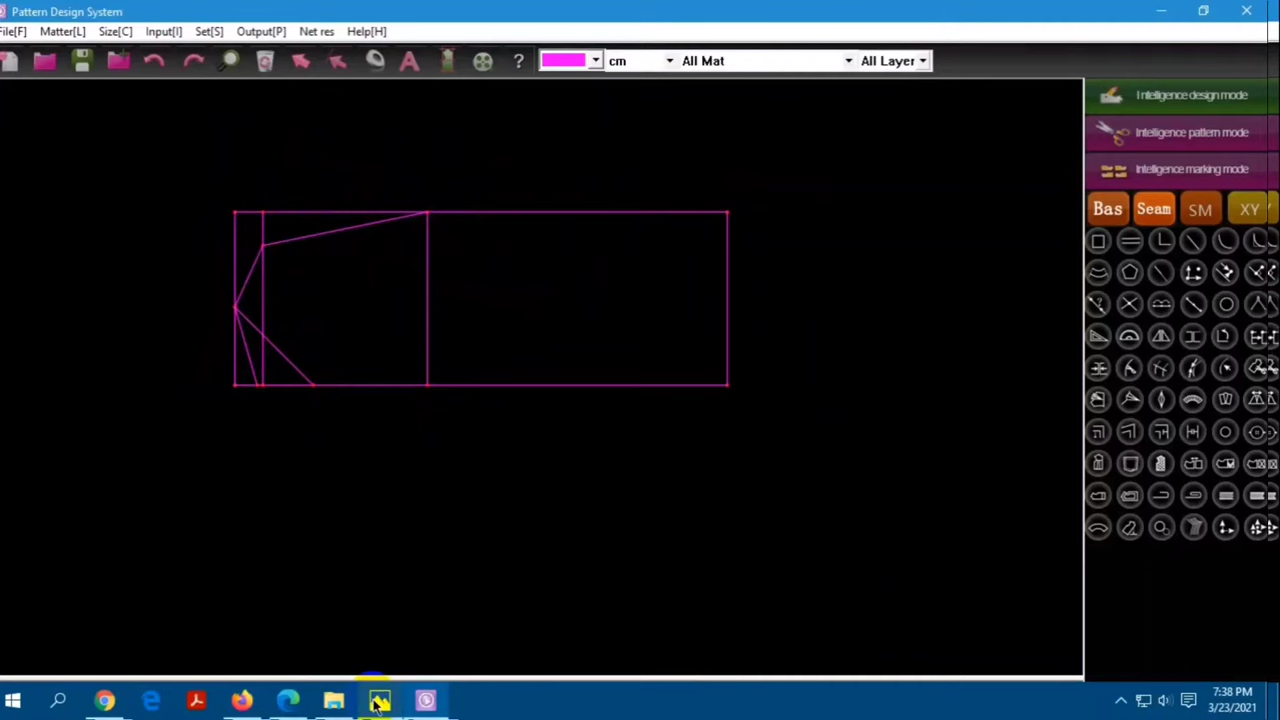 Pattern Design System
File[F] Matter[L] Size[C] Input[I] Set[S] Output[P] Net res Help[H]
A ? cm All Mat All Layer
Intelligence design mode
Intelligence pattern mode
Intelligence marking mode
Bas Seam SM XY
7:38 PM
3/23/2021